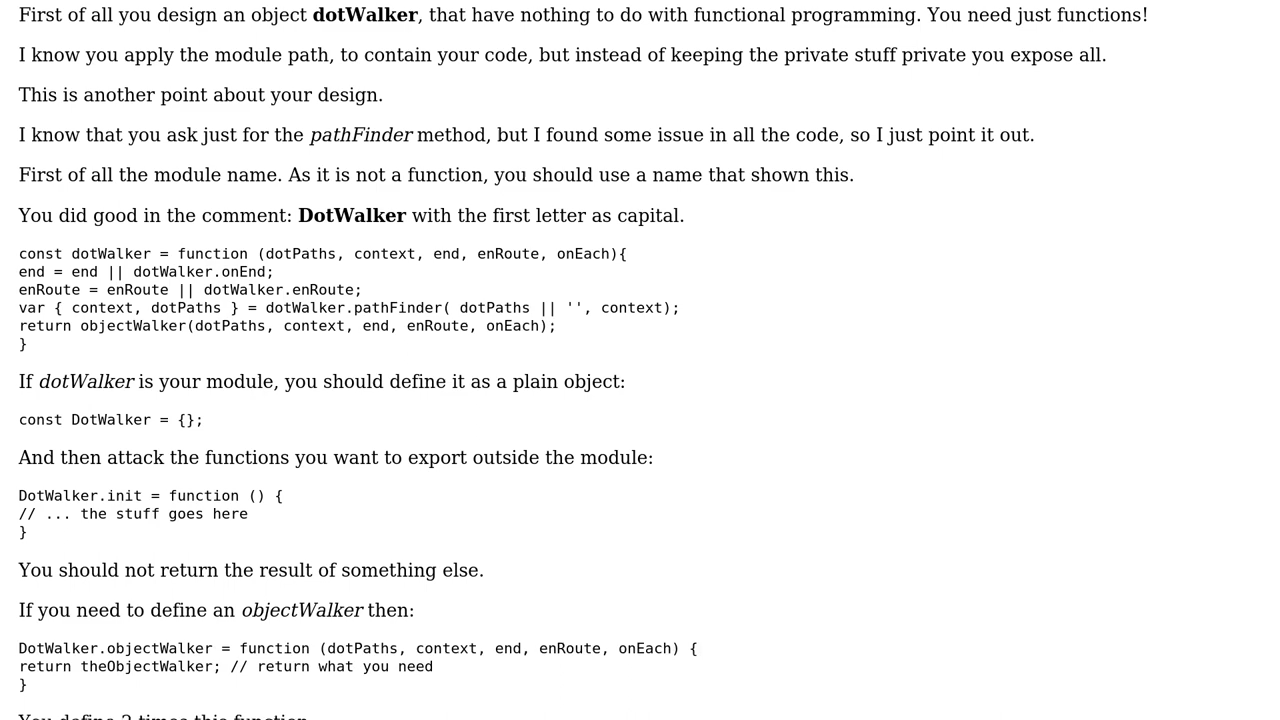 First of all you design an object dotWalker, that have nothing to do with functional programming. You need just functions!
I know you apply the module path, to contain your code, but instead of keeping the private stuff private you expose all.
This is another point about your design.
I know that you ask just for the pathFinder method, but I found some issue in all the code, so I just point it out.
First of all the module name. As it is not a function, you should use a name that shown this.
You did good in the comment: DotWalker with the first letter as capital.
const dotWalker = function (dotPaths, context, end, enRoute, onEach){
end = end || dotWalker.onEnd;
enRoute = enRoute || dotWalker.enRoute;
var { context, dotPaths } = dotWalker.pathFinder( dotPaths || '', context);
return objectWalker(dotPaths, context, end, enRoute, onEach);
}
If dotWalker is your module, you should define it as a plain object:
const DotWalker = {};
And then attack the functions you want to export outside the module:
DotWalker.init = function () {
// ... the stuff goes here
}
You should not return the result of something else.
If you need to define an objectWalker then:
DotWalker.objectWalker = function (dotPaths, context, end, enRoute, onEach) {
return theObjectWalker; // return what you need
}
You define 2 times this function